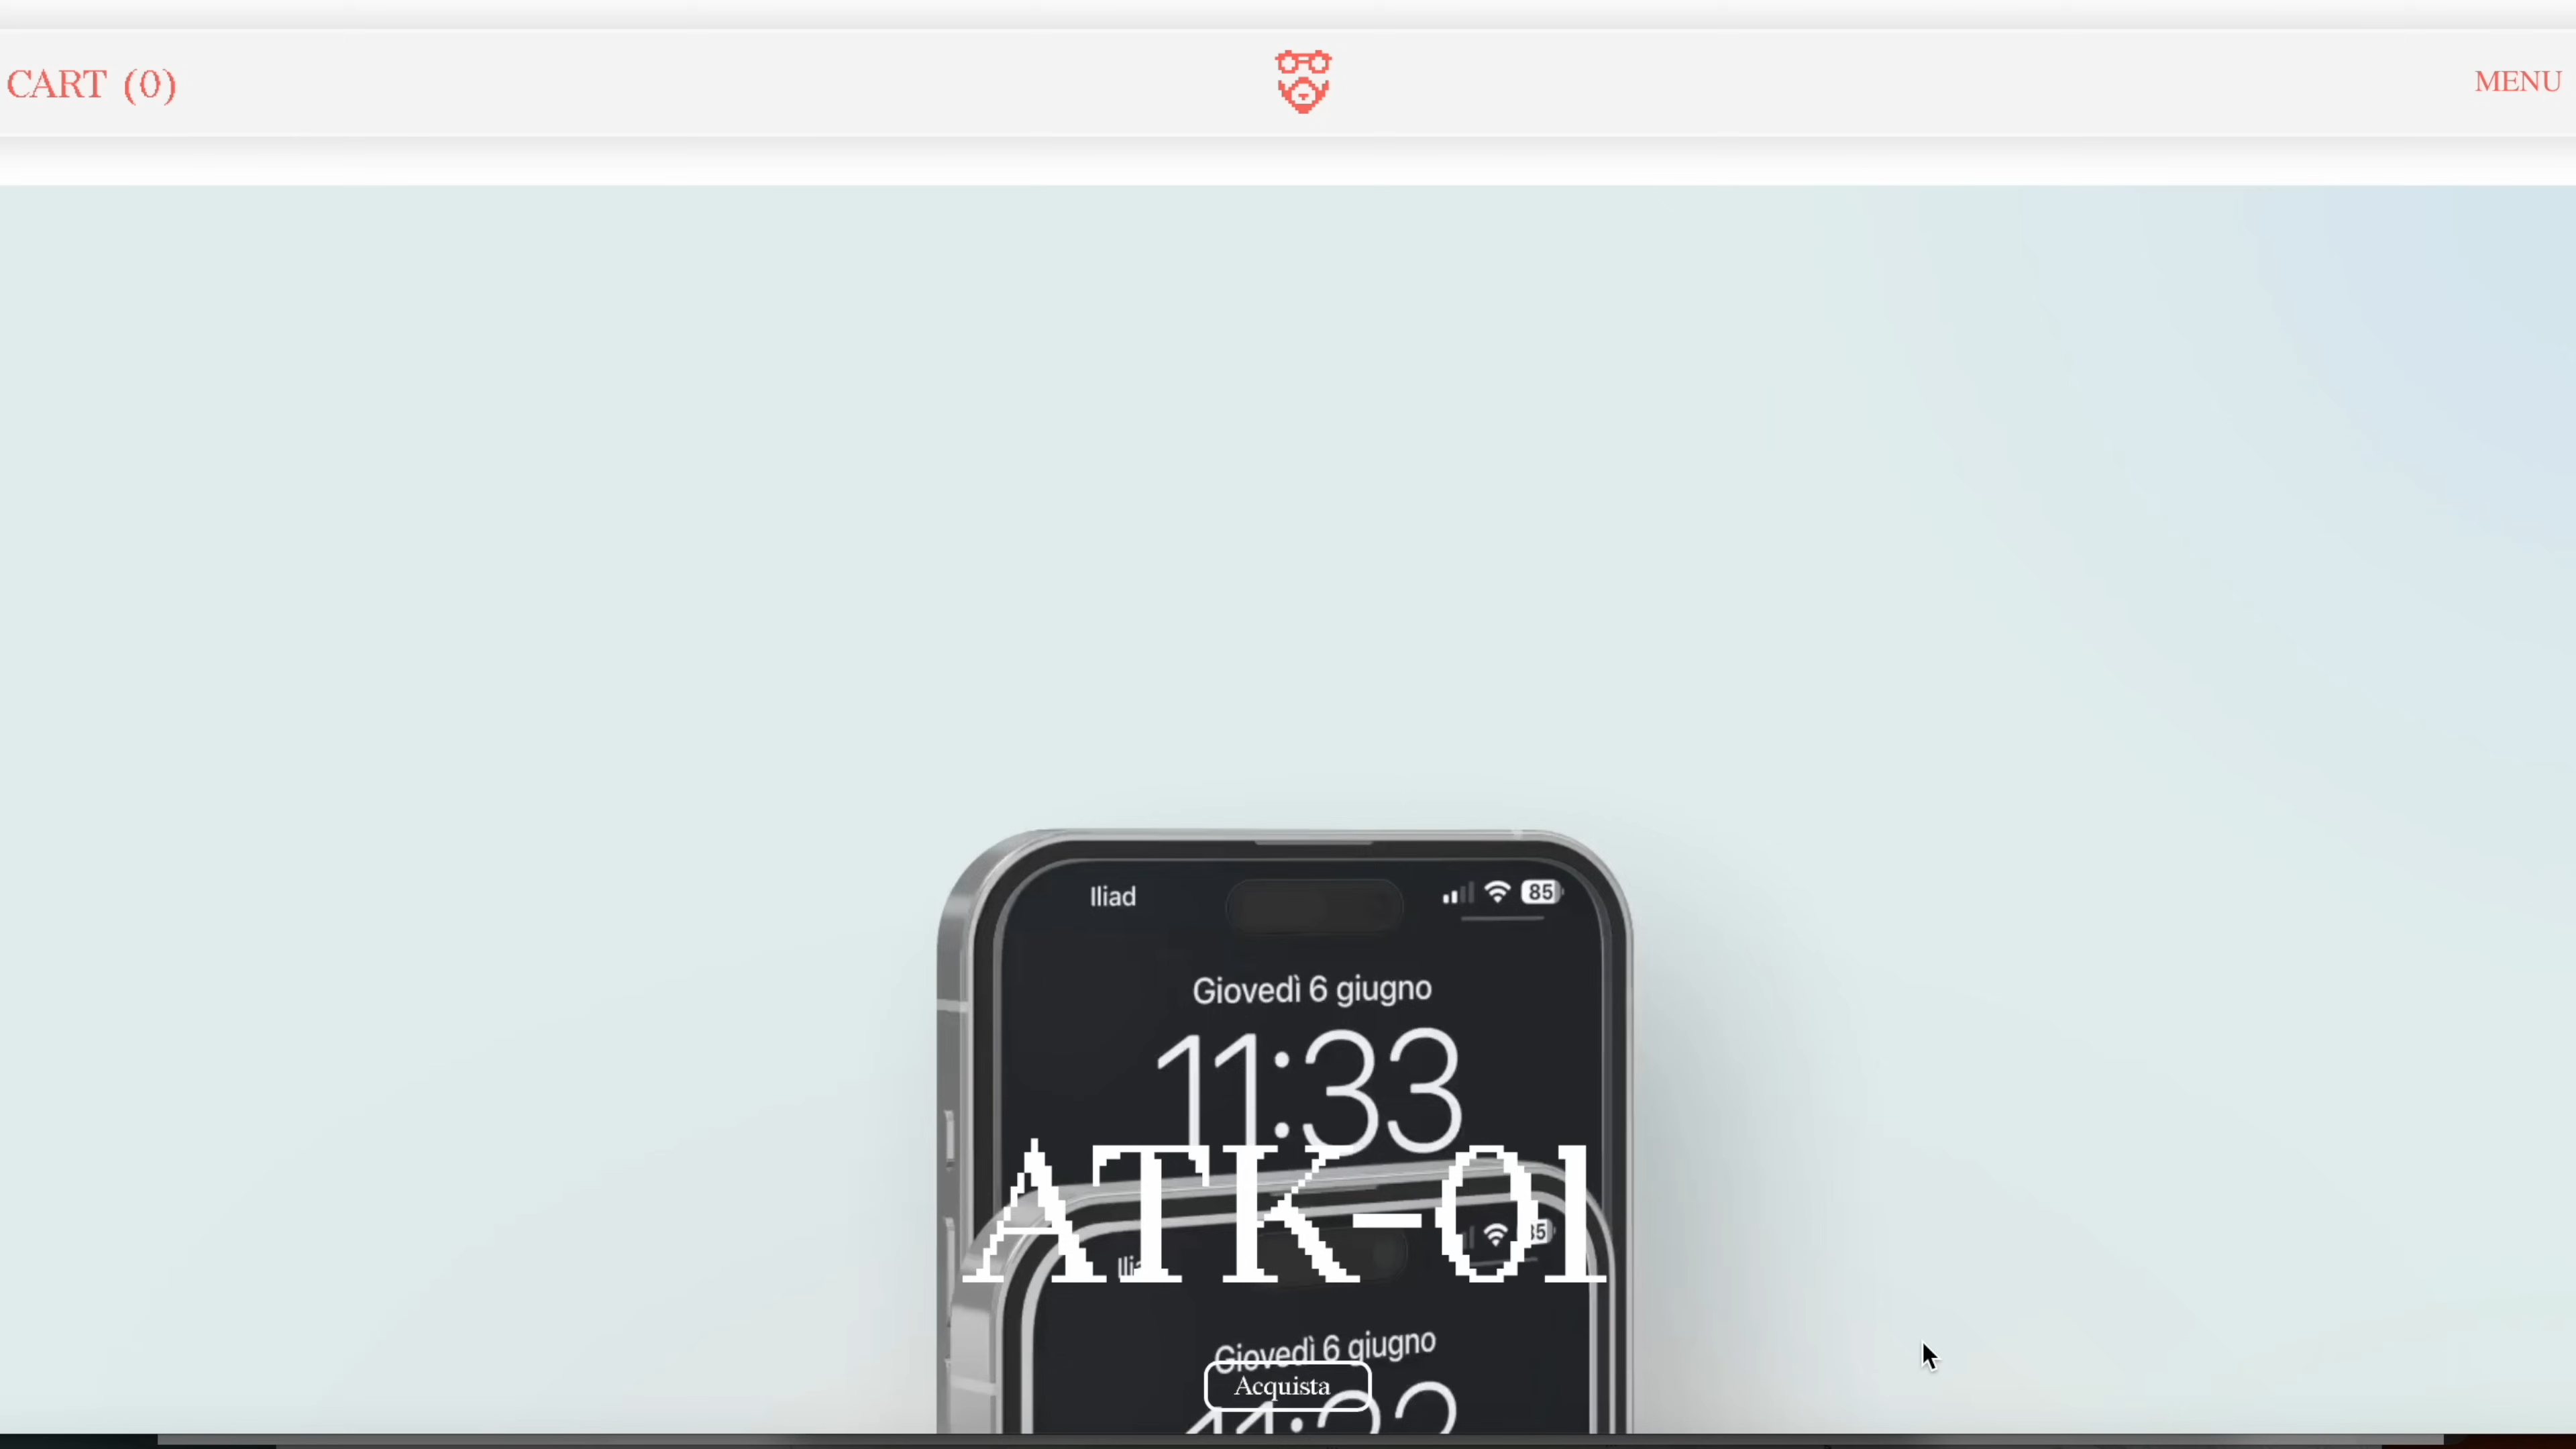 CART (0)
MENU
Iliad
85
Giovedì 6 giugno
11:33
ATK-01
Giovedì 6 giugno
Acquista